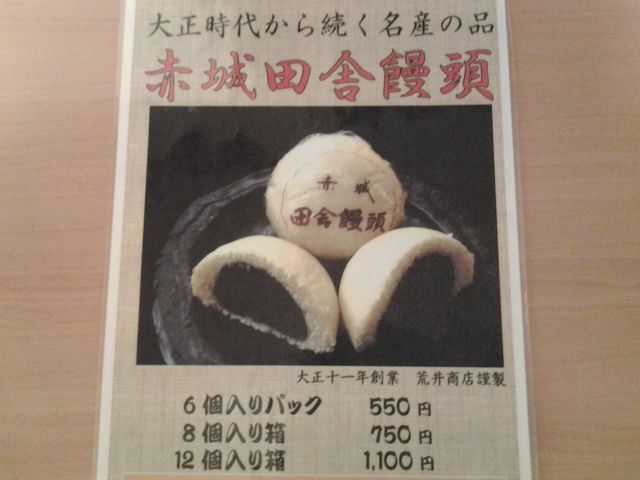 大正時代から続く名産の品
赤城田舎饅頭
赤城
田舎饅頭
大正十一年創業 荒井商店謹製
6個入りパック 550円
8個入り箱 750円
12個入り箱 1,100円